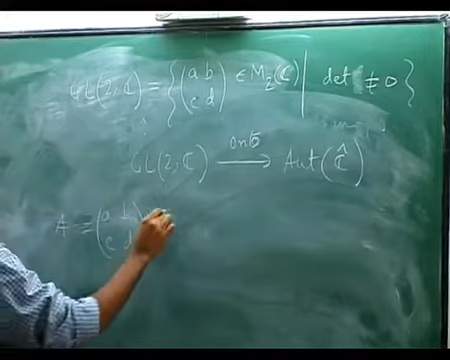 GL(2,ℂ) = { (a b / c d) ∈ M₂(ℂ) | det ≠ 0 }
GL(2,ℂ) —onto→ Aut(ℂ̂)
A = (a b / c d)